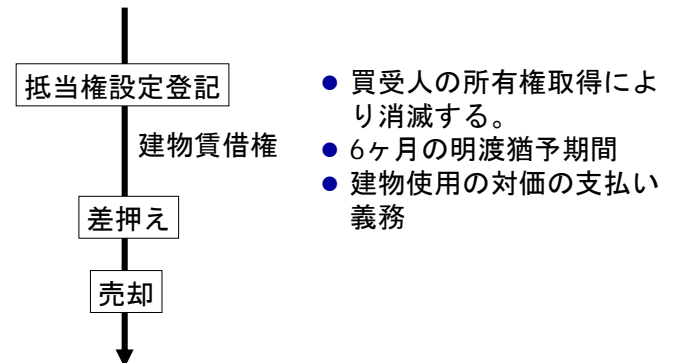 抵当権設定登記
建物賃借権
差押え
売却
● 買受人の所有権取得によ
り消滅する。
● 6ヶ月の明渡猶予期間
● 建物使用の対価の支払い
義務